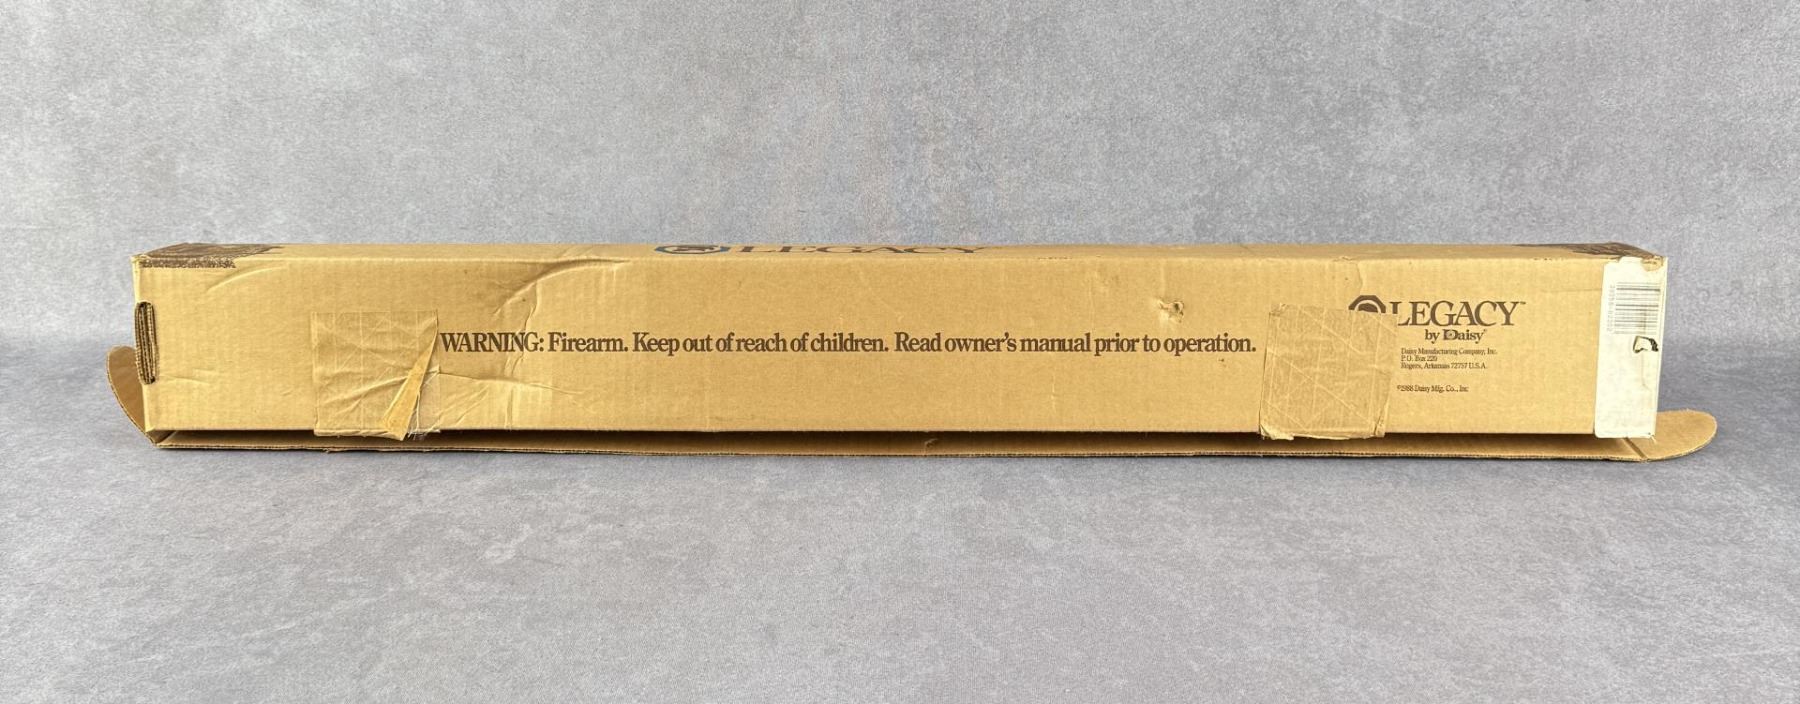 LEGACY
WARNING: Firearm. Keep out of reach of children. Read owner's manual prior to operation.
LEGACY™
by Daisy®
Daisy Manufacturing Company, Inc.
P.O. Box 220
Rogers, Arkansas 72757 U.S.A.
©1988 Daisy Mfg. Co., Inc